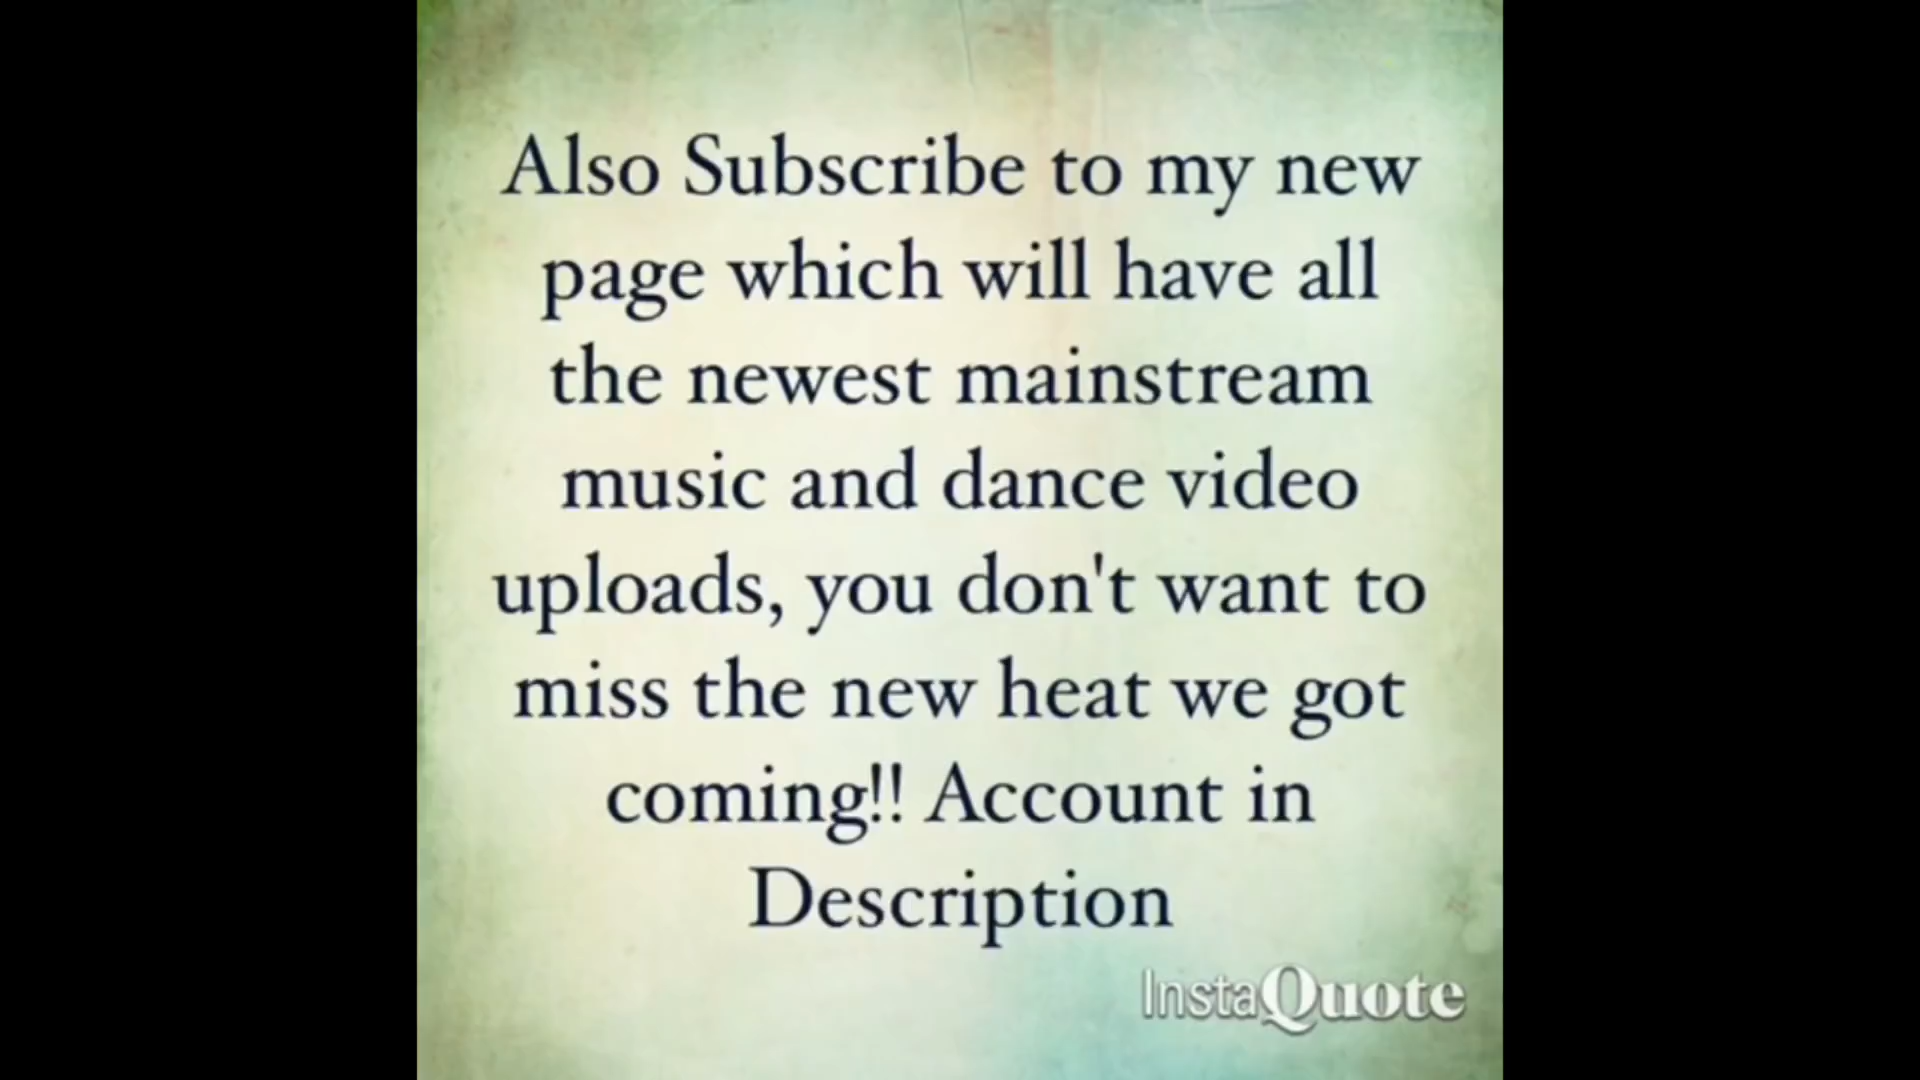 Also Subscribe to my new
page which will have all
the newest mainstream
music and dance video
uploads, you don't want to
miss the new heat we got
coming!! Account in
Description
InstaQuote